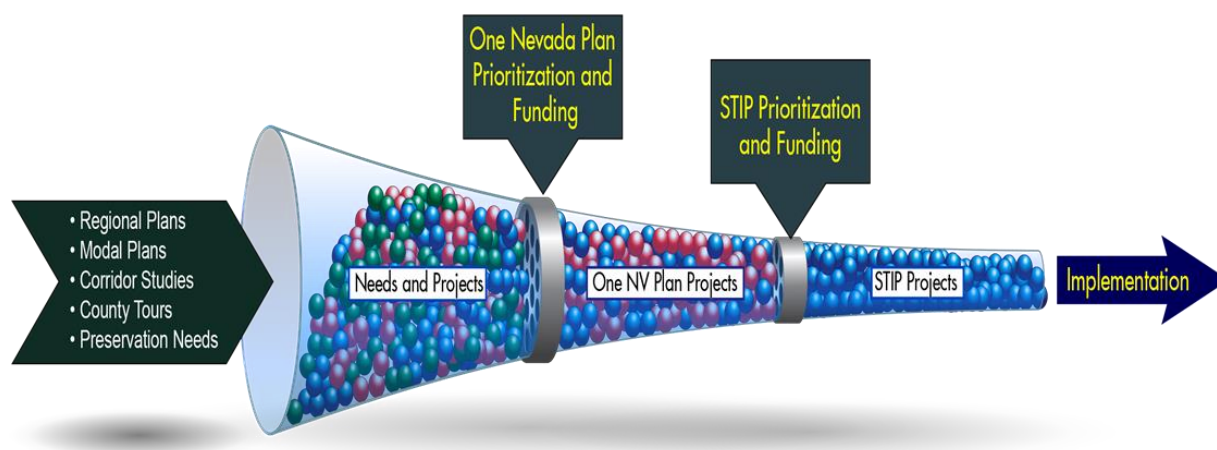 • Regional Plans
• Modal Plans
• Corridor Studies
• County Tours
• Preservation Needs
Needs and Projects
One Nevada Plan
Prioritization and
Funding
One NV Plan Projects
STIP Prioritization
and Funding
STIP Projects
Implementation